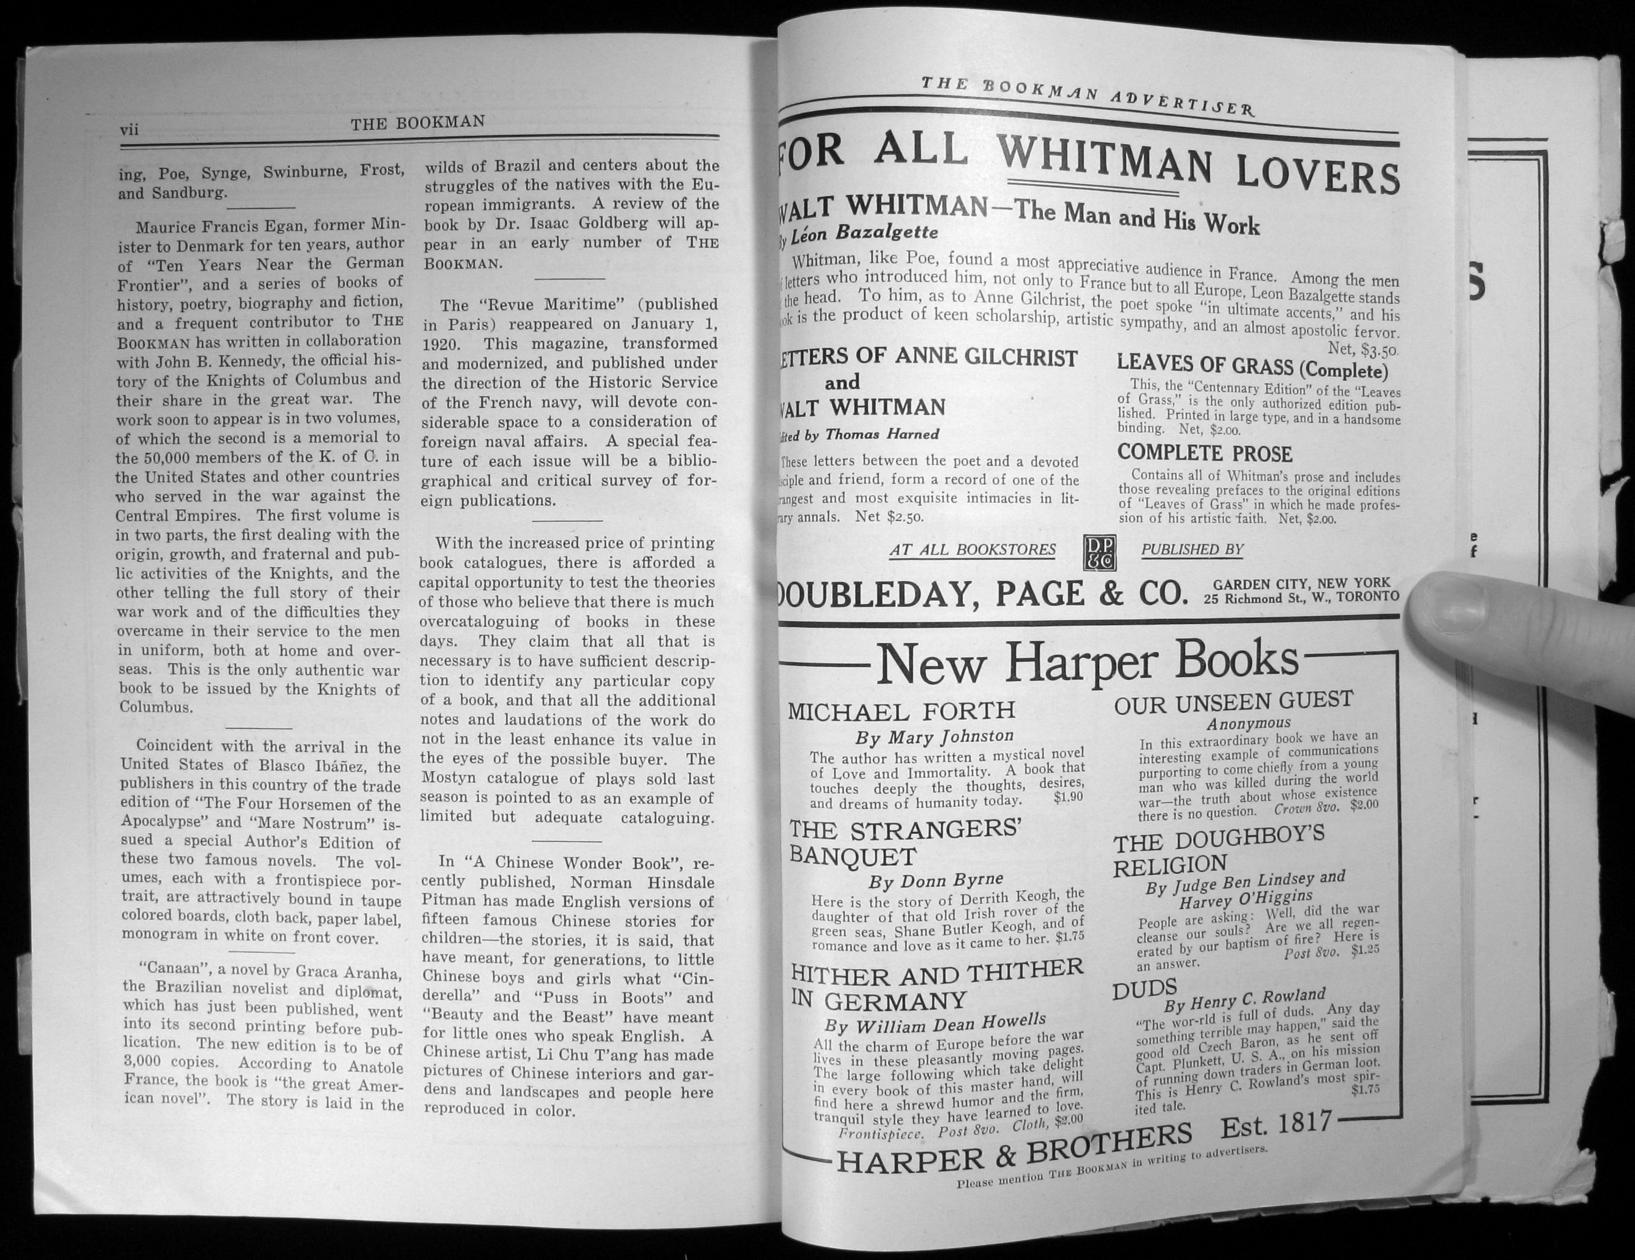 vii
THE BOOKMAN
ing, Poe, Synge, Swinburne, Frost,
and Sandburg.
Maurice Francis Egan, former Min-
ister to Denmark for ten years, author
of "Ten Years Near the German
Frontier", and a series of books of
history, poetry, biography and fiction,
and a frequent contributor to THE
BOOKMAN has written in collaboration
with John B. Kennedy, the official his-
tory of the Knights of Columbus and
their share in the great war. The
work soon to appear is in two volumes,
of which the second is a memorial to
the 50,000 members of the K. of C. in
the United States and other countries
who served in the war against the
Central Empires. The first volume is
in two parts, the first dealing with the
origin, growth, and fraternal and pub-
lic activities of the Knights, and the
other telling the full story of their
war work and of the difficulties they
overcame in their service to the men
in uniform, both at home and over-
seas. This is the only authentic war
book to be issued by the Knights of
Columbus.
Coincident with the arrival in the
United States of Blasco Ibáñez, the
publishers in this country of the trade
edition of "The Four Horsemen of the
Apocalypse" and "Mare Nostrum" is-
sued a special Author's Edition of
these two famous novels. The vol-
umes, each with a frontispiece por-
trait, are attractively bound in taupe
colored boards, cloth back, paper label,
monogram in white on front cover.
"Canaan", a novel by Graca Aranha,
the Brazilian novelist and diplomat,
which has just been published, went
into its second printing before pub-
lication. The new edition is to be of
3,000 copies. According to Anatole
France, the book is "the great Amer-
ican novel". The story is laid in the
wilds of Brazil and centers about the
struggles of the natives with the Eu-
ropean immigrants. A review of the
book by Dr. Isaac Goldberg will ap-
pear in an early number of THE
BOOKMAN.
The "Revue Maritime" (published
in Paris) reappeared on January 1,
1920. This magazine, transformed
and modernized, and published under
the direction of the Historic Service
of the French navy, will devote con-
siderable space to a consideration of
foreign naval affairs. A special fea-
ture of each issue will be a biblio-
graphical and critical survey of for-
eign publications.
With the increased price of printing
book catalogues, there is afforded a
capital opportunity to test the theories
of those who believe that there is much
overcataloguing of books in these
days. They claim that all that is
necessary is to have sufficient descrip-
tion to identify any particular copy
of a book, and that all the additional
notes and laudations of the work do
not in the least enhance its value in
the eyes of the possible buyer. The
Mostyn catalogue of plays sold last
season is pointed to as an example of
limited but adequate cataloguing.
In "A Chinese Wonder Book", re-
cently published, Norman Hinsdale
Pitman has made English versions of
fifteen famous Chinese stories for
children—the stories, it is said, that
have meant, for generations, to little
Chinese boys and girls what "Cin-
derella" and "Puss in Boots" and
"Beauty and the Beast" have meant
for little ones who speak English. A
Chinese artist, Li Chu T'ang has made
pictures of Chinese interiors and gar-
dens and landscapes and people here
reproduced in color.
THE BOOKMAN ADVERTISER
FOR ALL WHITMAN LOVERS
WALT WHITMAN—The Man and His Work
By Léon Bazalgette
Whitman, like Poe, found a most appreciative audience in France. Among the men
letters who introduced him, not only to France but to all Europe, Leon Bazalgette stands
the head. To him, as to Anne Gilchrist, the poet spoke "in ultimate accents," and his
ok is the product of keen scholarship, artistic sympathy, and an almost apostolic fervor.
Net, $3.50.
ETTERS OF ANNE GILCHRIST
and
ALT WHITMAN
ited by Thomas Harned
These letters between the poet and a devoted
ciple and friend, form a record of one of the
rangest and most exquisite intimacies in lit-
rary annals. Net $2.50.
LEAVES OF GRASS (Complete)
This, the "Centennary Edition" of the "Leaves
of Grass," is the only authorized edition pub-
lished. Printed in large type, and in a handsome
binding. Net, $2.00.
COMPLETE PROSE
Contains all of Whitman's prose and includes
those revealing prefaces to the original editions
of "Leaves of Grass" in which he made profes-
sion of his artistic faith. Net, $2.00.
AT ALL BOOKSTORES D.P. & Co PUBLISHED BY
DOUBLEDAY, PAGE & CO. GARDEN CITY, NEW YORK
25 Richmond St., W., TORONTO
New Harper Books
MICHAEL FORTH
By Mary Johnston
The author has written a mystical novel
of Love and Immortality. A book that
touches deeply the thoughts, desires,
and dreams of humanity today. $1.90
THE STRANGERS'
BANQUET
By Donn Byrne
Here is the story of Derrith Keogh, the
daughter of that old Irish rover of the
green seas, Shane Butler Keogh, and of
romance and love as it came to her. $1.75
HITHER AND THITHER
IN GERMANY
By William Dean Howells
All the charm of Europe before the war
lives in these pleasantly moving pages.
The large following which take delight
in every book of this master hand, will
find here a shrewd humor and the firm,
tranquil style they have learned to love.
Frontispiece. Post 8vo. Cloth, $2.00
OUR UNSEEN GUEST
Anonymous
In this extraordinary book we have an
interesting example of communications
purporting to come chiefly from a young
man who was killed during the world
war—the truth about whose existence
there is no question. Crown 8vo. $2.00
THE DOUGHBOY'S
RELIGION
By Judge Ben Lindsey and
Harvey O'Higgins
People are asking: Well, did the war
cleanse our souls? Are we all regen-
erated by our baptism of fire? Here is
an answer. Post 8vo. $1.25
DUDS
By Henry C. Rowland
"The wor-rld is full of duds. Any day
something terrible may happen," said the
good old Czech Baron, as he sent off
Capt. Plunkett, U. S. A., on his mission
of running down traders in German loot.
This is Henry C. Rowland's most spir-
ited tale. $1.75
HARPER & BROTHERS Est. 1817
Please mention THE BOOKMAN in writing to advertisers.